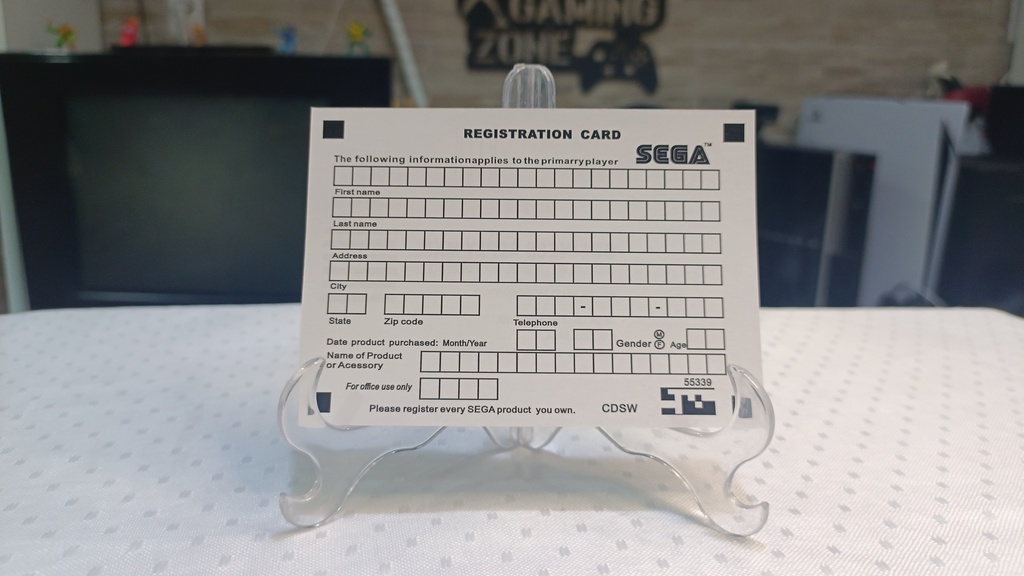 GAMING
ZONE
REGISTRATION CARD
The following informationapplies to the primarry player
SEGA™
First name
Last name
Address
City
State
Zip code
Telephone
Date product purchased: Month/Year
Gender M F Age
Name of Product
or Acessory
For office use only
55339
Please register every SEGA product you own.
CDSW